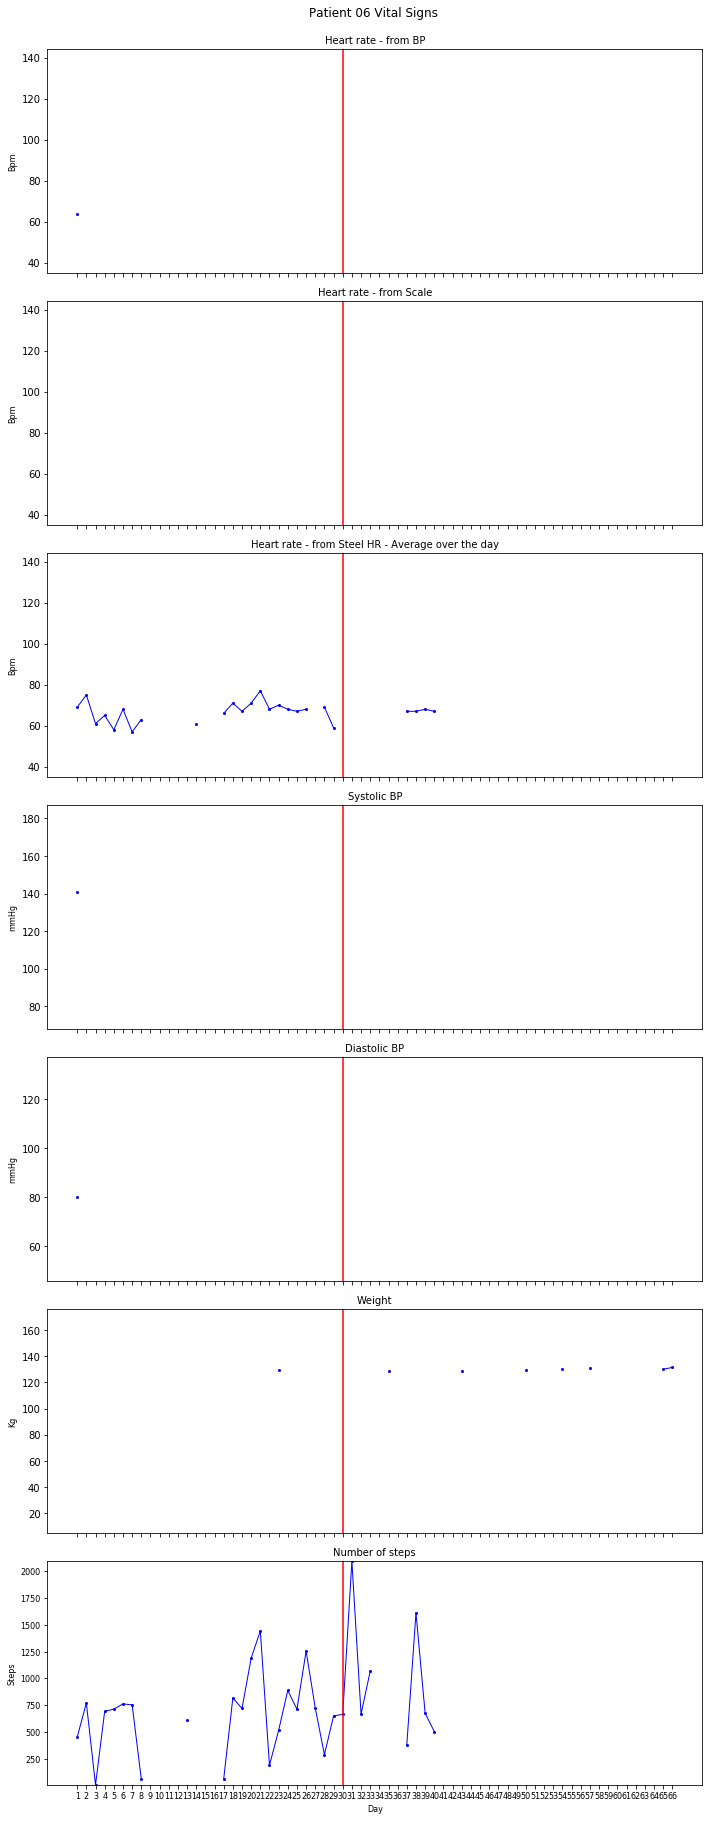 Patient 06 Vital Signs
Heart rate - from BP
140
120
100
80
60
40
Bpm
Heart rate - from Scale
140
120
100
80
60
40
Bpm
Heart rate - from Steel HR - Average over the day
140
120
100
80
60
40
Bpm
Systolic BP
180
160
140
120
100
80
mmHg
Diastolic BP
120
100
80
60
mmHg
Weight
160
140
120
100
80
60
40
20
Kg
Number of steps
2000
1750
1500
1250
1000
750
500
250
Steps
1 2 3 4 5 6 7 8 9 10 11 12 13 14 15 16 17 18 19 20 21 22 23 24 25 26 27 28 29 30 31 32 33 34 35 36 37 38 39 40 41 42 43 44 45 46 47 48 49 50 51 52 53 54 55 56 57 58 59 60 61 62 63 64 65 66
Day